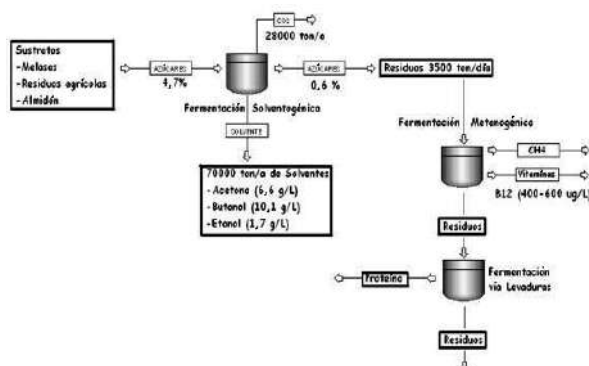 Sustratos
-Melazas
-Residuos agrícolas
-Almidón
AZÚCARES
4,7%
CO2
28000 ton/a
AZÚCARES
0,6 %
Residuos 3500 ton/día
Fermentación Solventogénica
SOLVENTE
70000 ton/a de Solventes
-Acetona (6,6 g/L)
-Butanol (10,1 g/L)
-Etanol (1,7 g/L)
Fermentación Metanogénica
CH4
Vitaminas
B12 (400-600 ug/L)
Residuos
Proteína
Fermentación
vía Levaduras
Residuos